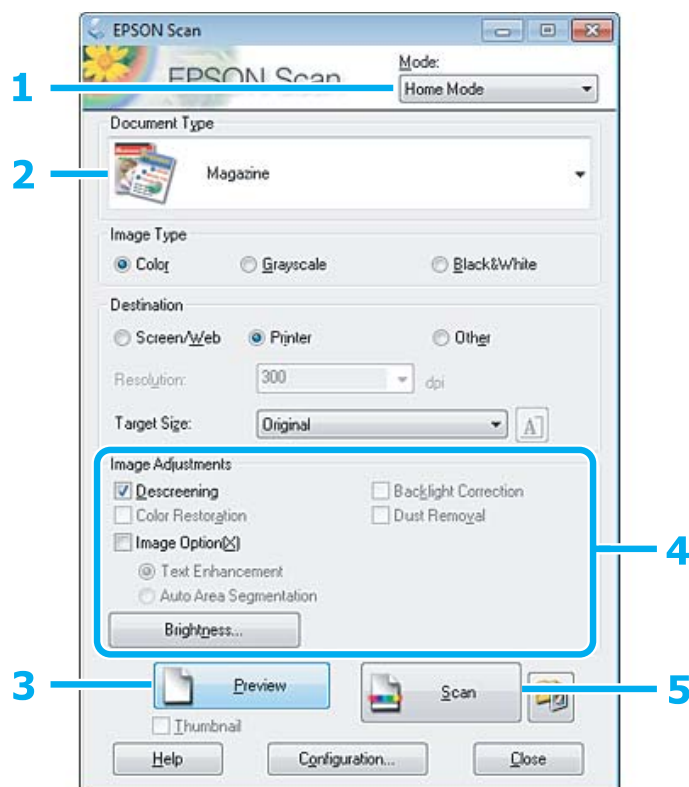 EPSON Scan
EPSON Scan
Mode:
1
Home Mode
Document Type
2
Magazine
Image Type
Color
Grayscale
Black&White
Destination
Screen/Web
Printer
Other
Resolution:
300
dpi
Target Size:
Original
A
Image Adjustments
Descreening
Backlight Correction
Color Restoration
Dust Removal
Image Option(X)
4
Text Enhancement
Auto Area Segmentation
Brightness...
3
Preview
Scan
5
Thumbnail
Help
Configuration...
Close